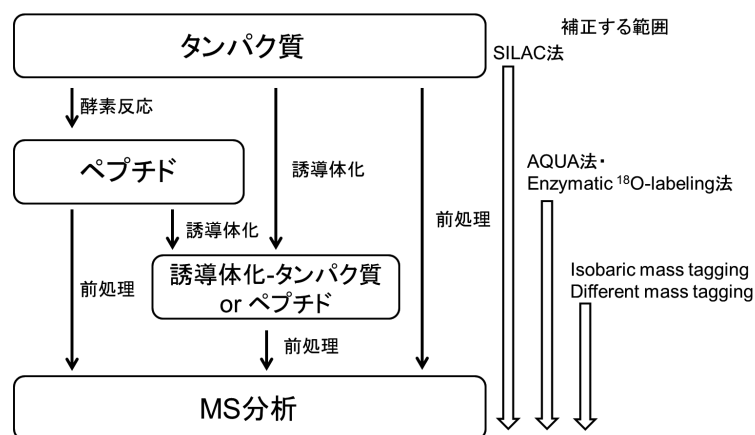 タンパク質
補正する範囲
SILAC法
酵素反応
ペプチド
誘導体化
AQUA法・
Enzymatic ¹⁸O-labeling法
誘導体化
前処理
前処理
誘導体化-タンパク質
or ペプチド
Isobaric mass tagging
Different mass tagging
前処理
MS分析